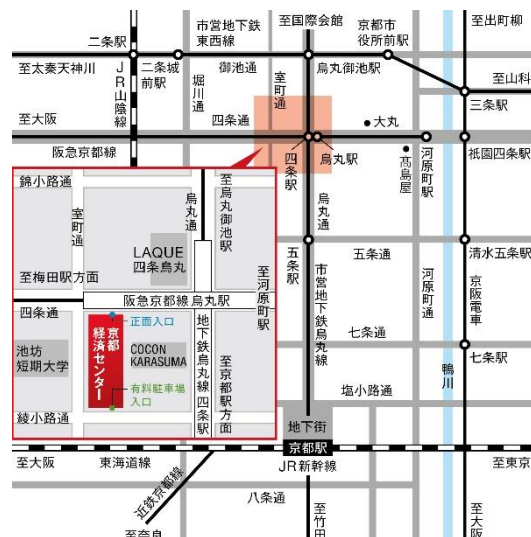 至国際会館
至出町柳
市営地下鉄
東西線
京都市
役所前駅
二条駅
至太秦天神川
二条城
前駅
御池通
烏丸御池駅
至山科
三条駅
JR山陰線
堀川通
室町通
至大阪
四条通
大丸
阪急京都線
四条駅
烏丸駅
髙島屋
河原町駅
祇園四条駅
烏丸通
五条駅
五条通
清水五条駅
市営地下鉄烏丸線
河原町通
京阪電車
七条通
七条駅
鴨川
塩小路通
地下街
京都駅
至大阪
東海道線
JR新幹線
至東京
近鉄京都線
八条通
至奈良
至竹田
至大阪
錦小路通
室町通
烏丸通
至烏丸御池駅
LAQUE
四条烏丸
至梅田駅方面
至河原町駅
阪急京都線 烏丸駅
四条通
正面入口
京都
経済センター
池坊
短期大学
COCON
KARASUMA
地下鉄烏丸線 四条駅
至京都駅方面
有料駐車場
入口
綾小路通